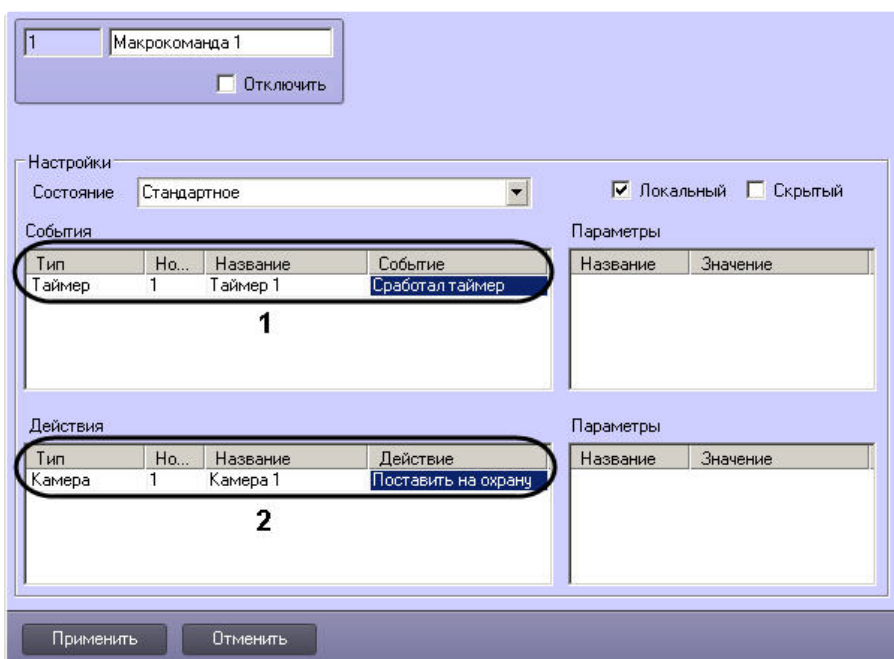 1 Макрокоманда 1
Отключить
Настройки
Состояние Стандартное Локальный Скрытый
События Параметры
Тип Но... Название Событие Название Значение
Таймер 1 Таймер 1 Сработал таймер
1
Действия Параметры
Тип Но... Название Действие Название Значение
Камера 1 Камера 1 Поставить на охрану
2
Применить Отменить